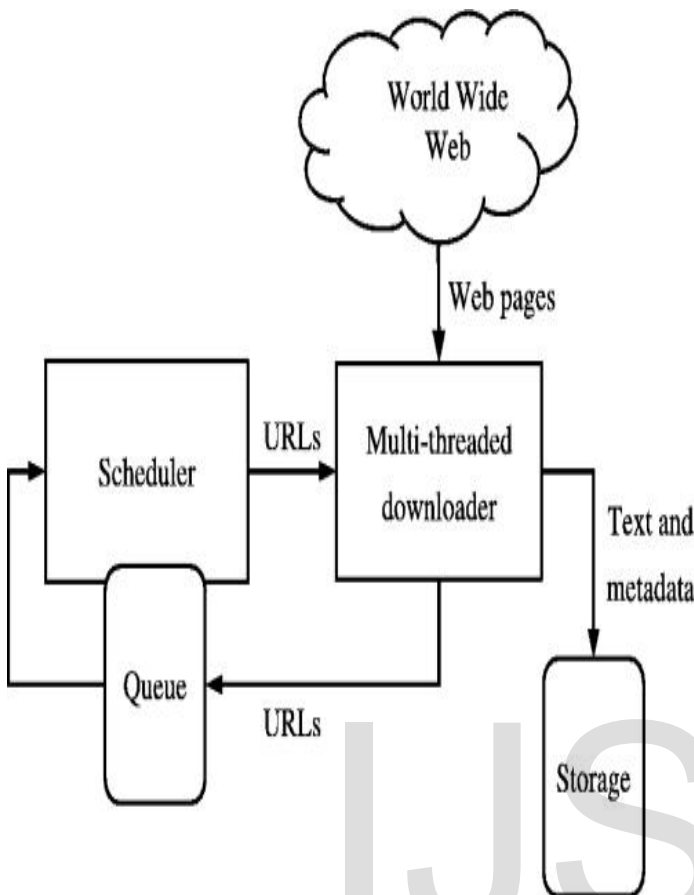 World Wide
Web
Web pages
Scheduler
URLs
Multi-threaded
downloader
Text and
metadata
Queue
URLs
Storage
IJS